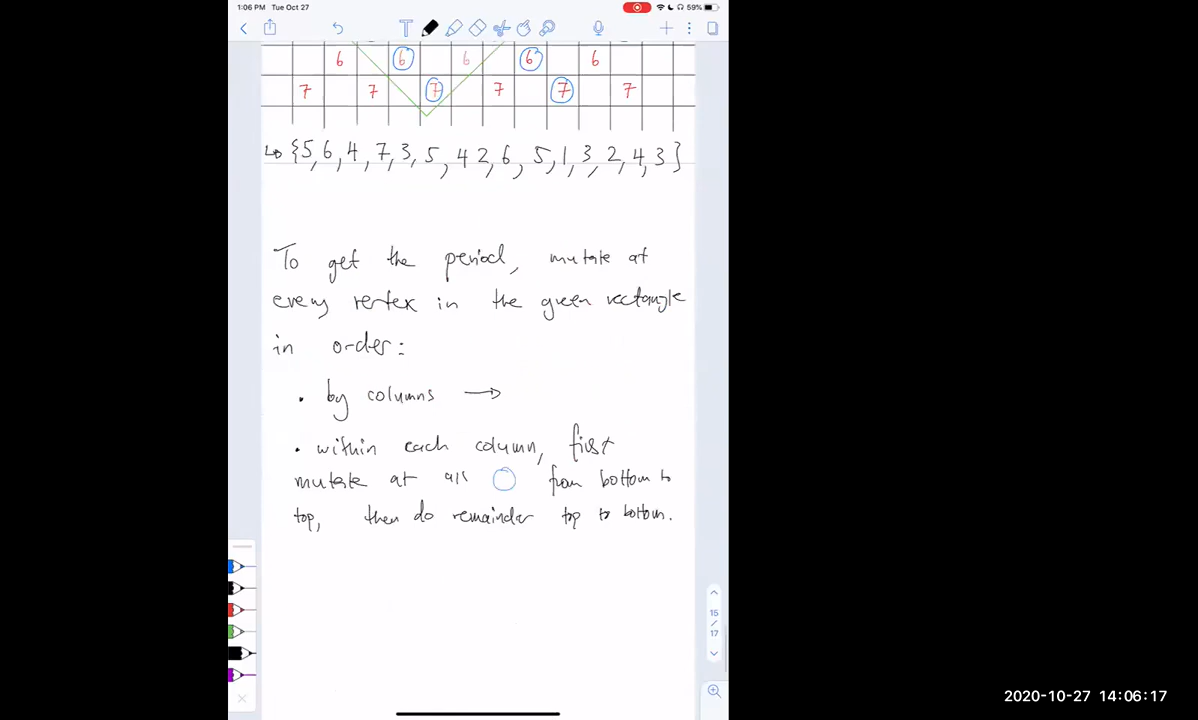 1:06 PM Tue Oct 27
59%
6 6 6 6 6
7 7 7 7 7 7
↳ {5, 6, 4, 7, 3, 5, 4 2, 6, 5, 1, 3, 2, 4, 3}
To get the period, mutate at
every vertex in the green rectangle
in order:
• by columns →
• within each column, first
mutate at all ○ from bottom to
top, then do remainder top to bottom.
15
/
17
2020-10-27 14:06:17